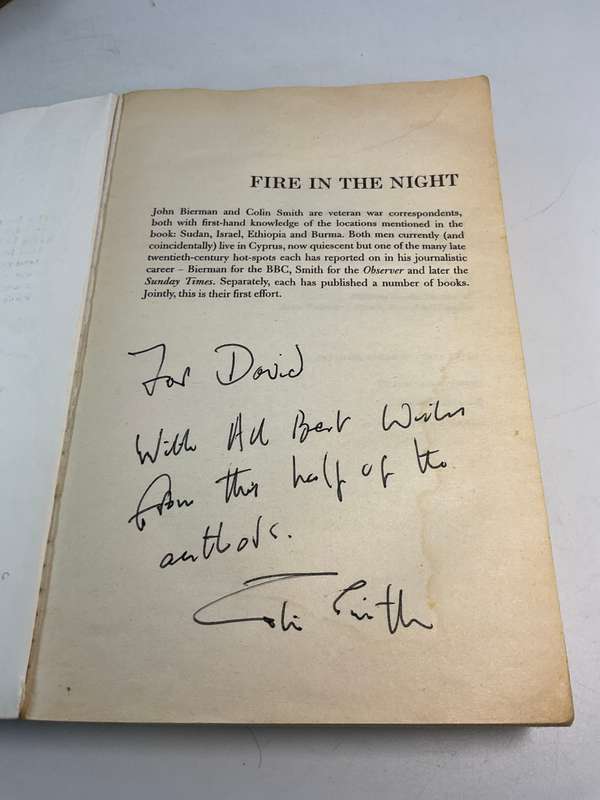 FIRE IN THE NIGHT
John Bierman and Colin Smith are veteran war correspondents,
both with first-hand knowledge of the locations mentioned in the
book: Sudan, Israel, Ethiopia and Burma. Both men currently (and
coincidentally) live in Cyprus, now quiescent but one of the many late
twentieth-century hot-spots each has reported on in his journalistic
career – Bierman for the BBC, Smith for the Observer and later the
Sunday Times. Separately, each has published a number of books.
Jointly, this is their first effort.
For David
With All Best Wishes
from this half of the
authors.
Colin Smith